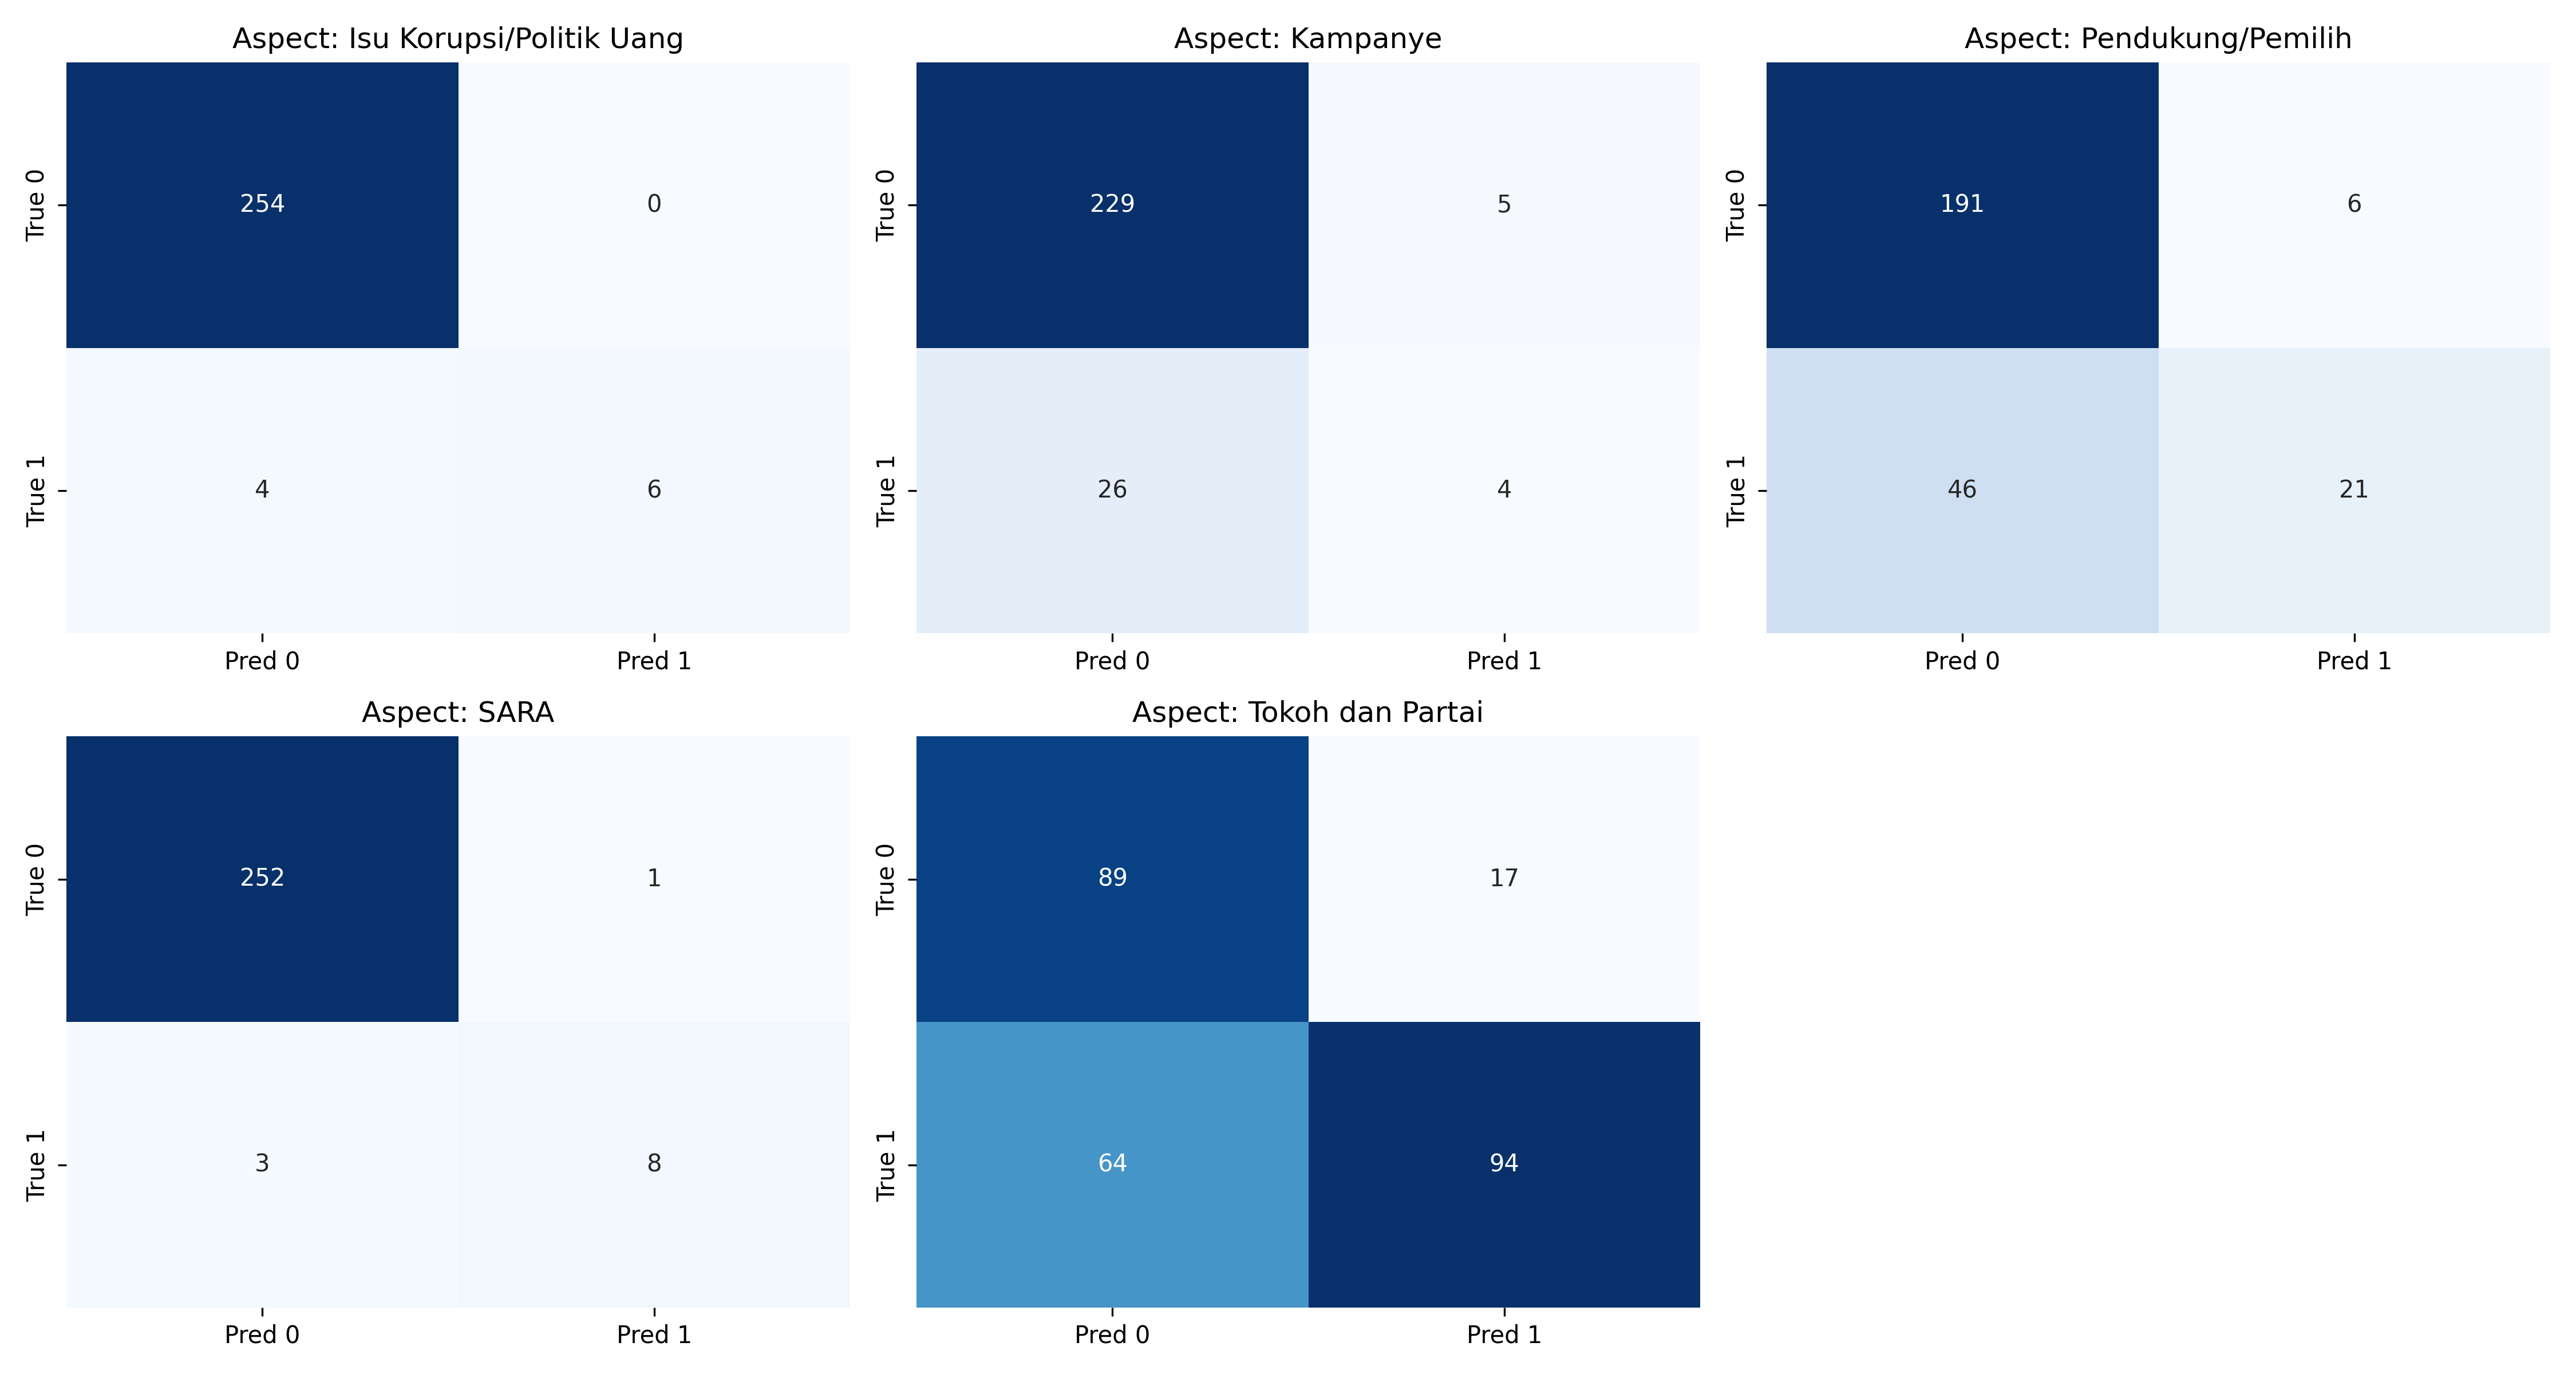 Aspect: Isu Korupsi/Politik Uang
True 0
254
0
True 1
4
6
Pred 0
Pred 1
Aspect: Kampanye
True 0
229
5
True 1
26
4
Pred 0
Pred 1
Aspect: Pendukung/Pemilih
True 0
191
6
True 1
46
21
Pred 0
Pred 1
Aspect: SARA
True 0
252
1
True 1
3
8
Pred 0
Pred 1
Aspect: Tokoh dan Partai
True 0
89
17
True 1
64
94
Pred 0
Pred 1